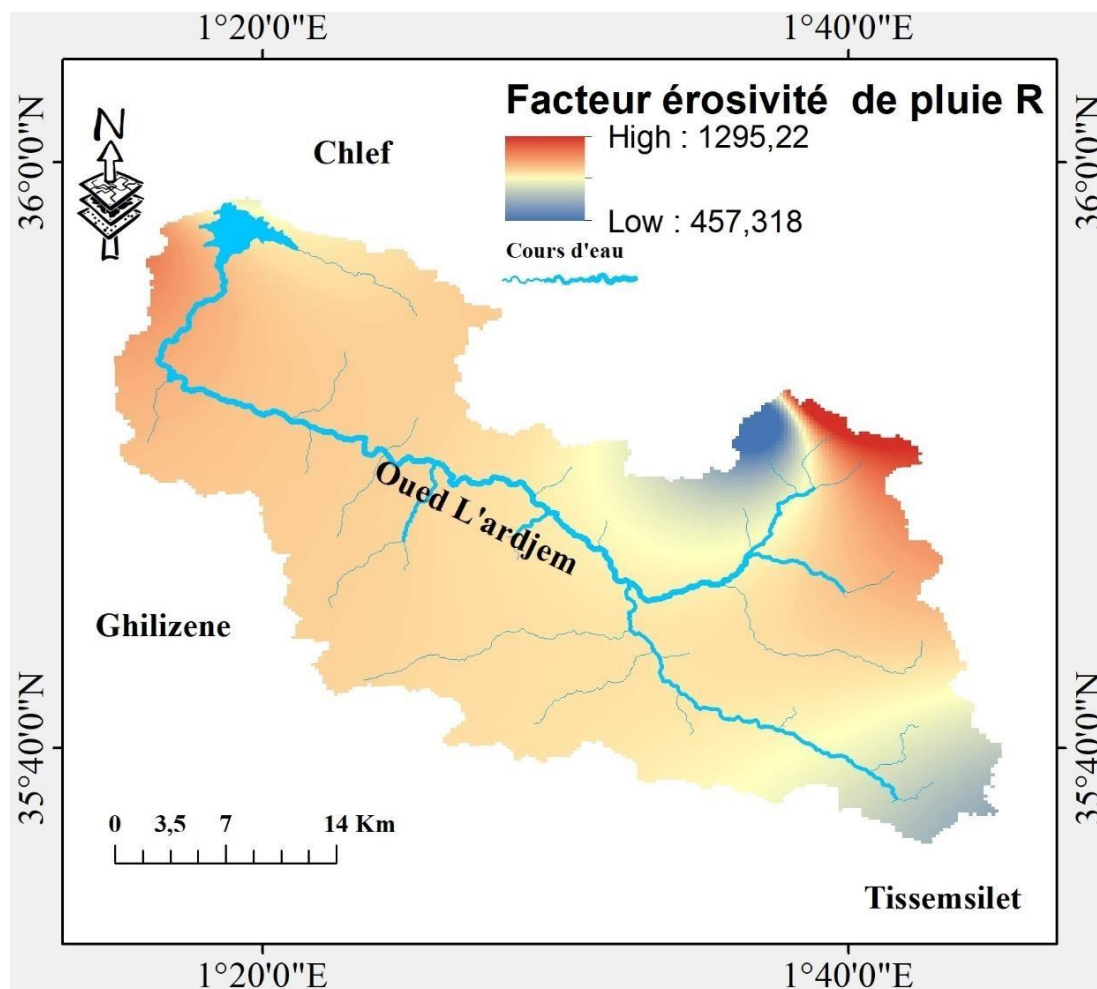 1°20'0"E
1°40'0"E
36°0'0"N
36°0'0"N
N
Chlef
Facteur érosivité  de pluie R
High : 1295,22
Low : 457,318
Cours d'eau
Oued L'ardjem
Ghilizene
35°40'0"N
35°40'0"N
0 3,5 7 14 Km
Tissemsilet
1°20'0"E
1°40'0"E